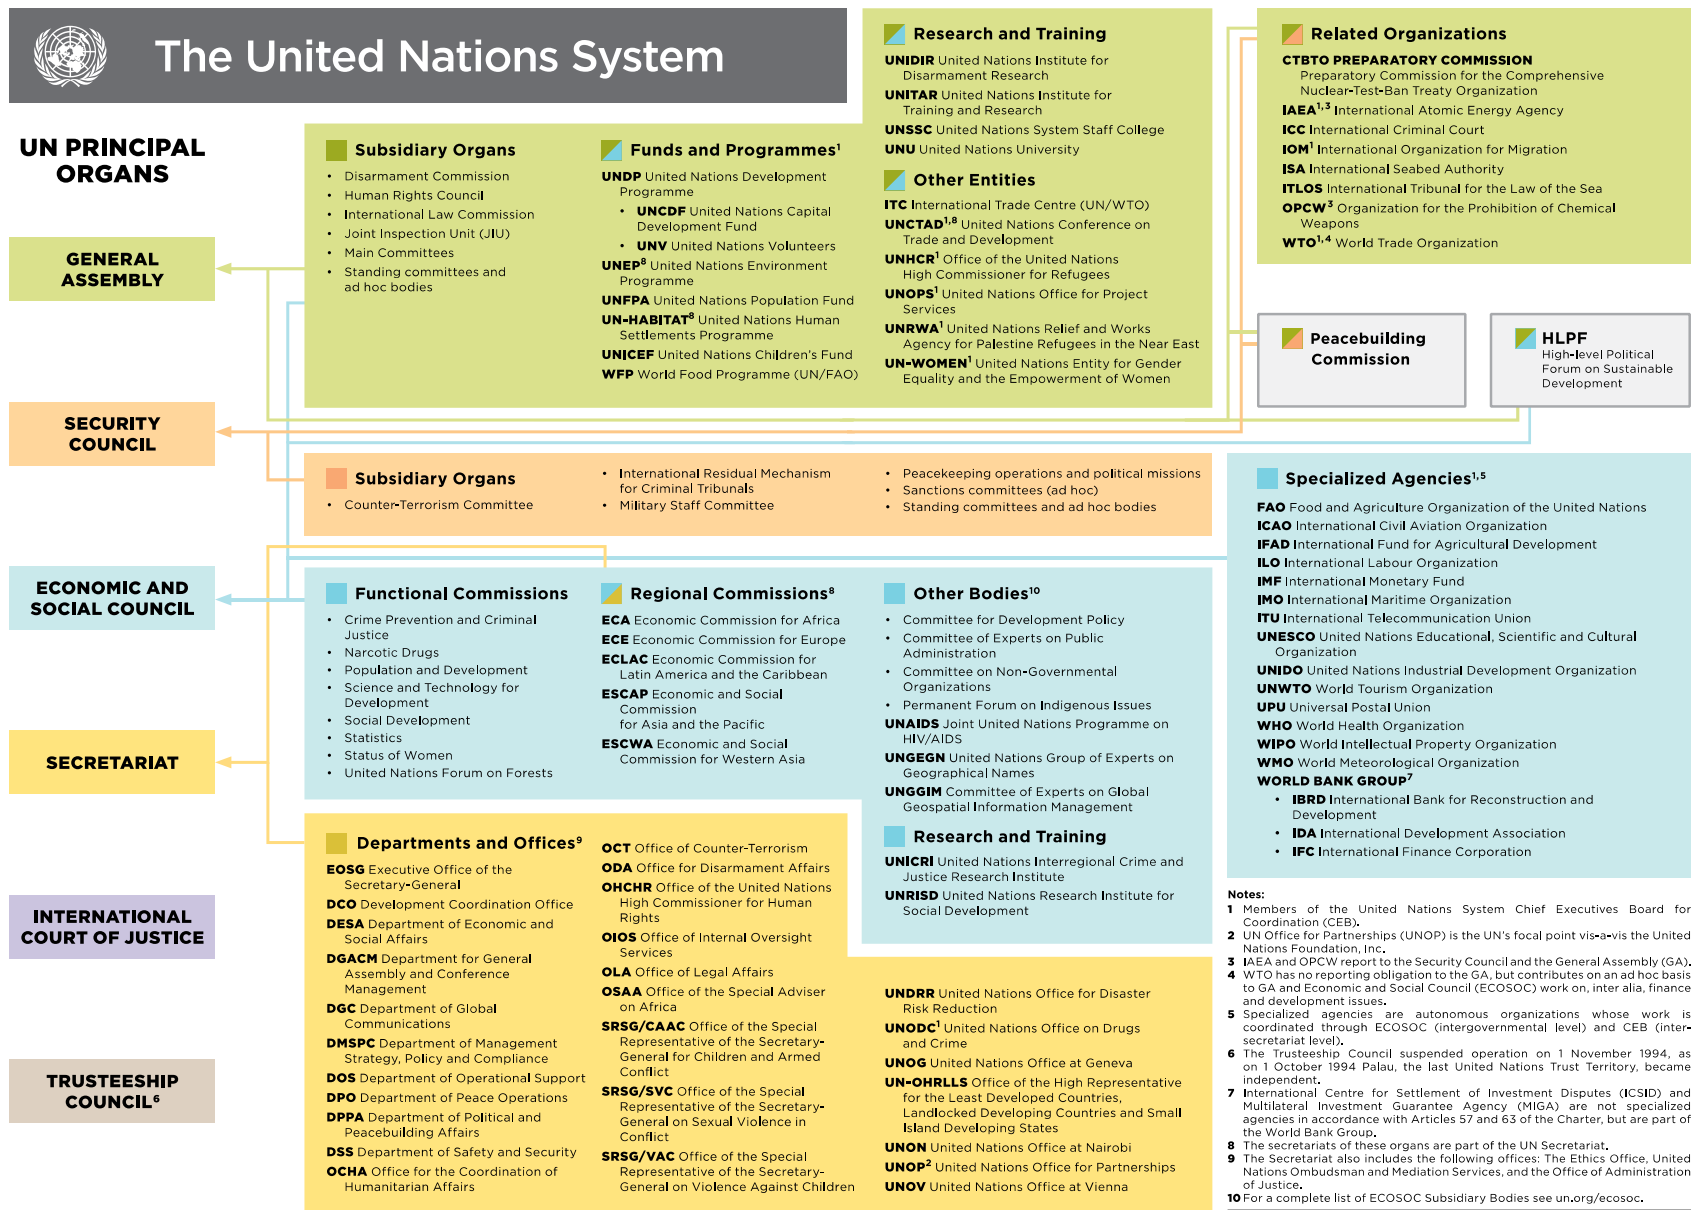 The United Nations System
UN PRINCIPAL
ORGANS
GENERAL
ASSEMBLY
SECURITY
COUNCIL
ECONOMIC AND
SOCIAL COUNCIL
SECRETARIAT
INTERNATIONAL
COURT OF JUSTICE
TRUSTEESHIP
COUNCIL6
Subsidiary Organs
• Disarmament Commission
• Human Rights Council
• International Law Commission
• Joint Inspection Unit (JIU)
• Main Committees
• Standing committees and
ad hoc bodies
Funds and Programmes1
UNDP United Nations Development
Programme
• UNCDF United Nations Capital
Development Fund
• UNV United Nations Volunteers
UNEP8 United Nations Environment
Programme
UNFPA United Nations Population Fund
UN-HABITAT8 United Nations Human
Settlements Programme
UNICEF United Nations Children's Fund
WFP World Food Programme (UN/FAO)
Research and Training
UNIDIR United Nations Institute for
Disarmament Research
UNITAR United Nations Institute for
Training and Research
UNSSC United Nations System Staff College
UNU United Nations University
Other Entities
ITC International Trade Centre (UN/WTO)
UNCTAD1,8 United Nations Conference on
Trade and Development
UNHCR1 Office of the United Nations
High Commissioner for Refugees
UNOPS1 United Nations Office for Project
Services
UNRWA1 United Nations Relief and Works
Agency for Palestine Refugees in the Near East
UN-WOMEN1 United Nations Entity for Gender
Equality and the Empowerment of Women
Related Organizations
CTBTO PREPARATORY COMMISSION
Preparatory Commission for the Comprehensive
Nuclear-Test-Ban Treaty Organization
IAEA1,3 International Atomic Energy Agency
ICC International Criminal Court
IOM1 International Organization for Migration
ISA International Seabed Authority
ITLOS International Tribunal for the Law of the Sea
OPCW3 Organization for the Prohibition of Chemical
Weapons
WTO1,4 World Trade Organization
Peacebuilding
Commission
HLPF
High-level Political
Forum on Sustainable
Development
Subsidiary Organs
• Counter-Terrorism Committee
• International Residual Mechanism
for Criminal Tribunals
• Military Staff Committee
• Peacekeeping operations and political missions
• Sanctions committees (ad hoc)
• Standing committees and ad hoc bodies
Functional Commissions
• Crime Prevention and Criminal
Justice
• Narcotic Drugs
• Population and Development
• Science and Technology for
Development
• Social Development
• Statistics
• Status of Women
• United Nations Forum on Forests
Regional Commissions8
ECA Economic Commission for Africa
ECE Economic Commission for Europe
ECLAC Economic Commission for
Latin America and the Caribbean
ESCAP Economic and Social
Commission
for Asia and the Pacific
ESCWA Economic and Social
Commission for Western Asia
Other Bodies10
• Committee for Development Policy
• Committee of Experts on Public
Administration
• Committee on Non-Governmental
Organizations
• Permanent Forum on Indigenous Issues
UNAIDS Joint United Nations Programme on
HIV/AIDS
UNGEGN United Nations Group of Experts on
Geographical Names
UNGGIM Committee of Experts on Global
Geospatial Information Management
Research and Training
UNICRI United Nations Interregional Crime and
Justice Research Institute
UNRISD United Nations Research Institute for
Social Development
Specialized Agencies1,5
FAO Food and Agriculture Organization of the United Nations
ICAO International Civil Aviation Organization
IFAD International Fund for Agricultural Development
ILO International Labour Organization
IMF International Monetary Fund
IMO International Maritime Organization
ITU International Telecommunication Union
UNESCO United Nations Educational, Scientific and Cultural
Organization
UNIDO United Nations Industrial Development Organization
UNWTO World Tourism Organization
UPU Universal Postal Union
WHO World Health Organization
WIPO World Intellectual Property Organization
WMO World Meteorological Organization
WORLD BANK GROUP7
• IBRD International Bank for Reconstruction and
Development
• IDA International Development Association
• IFC International Finance Corporation
Departments and Offices9
EOSG Executive Office of the
Secretary-General
DCO Development Coordination Office
DESA Department of Economic and
Social Affairs
DGACM Department for General
Assembly and Conference
Management
DGC Department of Global
Communications
DMSPC Department of Management
Strategy, Policy and Compliance
DOS Department of Operational Support
DPO Department of Peace Operations
DPPA Department of Political and
Peacebuilding Affairs
DSS Department of Safety and Security
OCHA Office for the Coordination of
Humanitarian Affairs
OCT Office of Counter-Terrorism
ODA Office for Disarmament Affairs
OHCHR Office of the United Nations
High Commissioner for Human
Rights
OIOS Office of Internal Oversight
Services
OLA Office of Legal Affairs
OSAA Office of the Special Adviser
on Africa
SRSG/CAAC Office of the Special
Representative of the Secretary-
General for Children and Armed
Conflict
SRSG/SVC Office of the Special
Representative of the Secretary-
General on Sexual Violence in
Conflict
SRSG/VAC Office of the Special
Representative of the Secretary-
General on Violence Against Children
UNDRR United Nations Office for Disaster
Risk Reduction
UNODC1 United Nations Office on Drugs
and Crime
UNOG United Nations Office at Geneva
UN-OHRLLS Office of the High Representative
for the Least Developed Countries,
Landlocked Developing Countries and Small
Island Developing States
UNON United Nations Office at Nairobi
UNOP2 United Nations Office for Partnerships
UNOV United Nations Office at Vienna
Notes:
1 Members of the United Nations System Chief Executives Board for
Coordination (CEB).
2 UN Office for Partnerships (UNOP) is the UN's focal point vis-a-vis the United
Nations Foundation, Inc.
3 IAEA and OPCW report to the Security Council and the General Assembly (GA).
4 WTO has no reporting obligation to the GA, but contributes on an ad hoc basis
to GA and Economic and Social Council (ECOSOC) work on, inter alia, finance
and development issues.
5 Specialized agencies are autonomous organizations whose work is
coordinated through ECOSOC (intergovernmental level) and CEB (inter-
secretariat level).
6 The Trusteeship Council suspended operation on 1 November 1994, as
on 1 October 1994 Palau, the last United Nations Trust Territory, became
independent.
7 International Centre for Settlement of Investment Disputes (ICSID) and
Multilateral Investment Guarantee Agency (MIGA) are not specialized
agencies in accordance with Articles 57 and 63 of the Charter, but are part of
the World Bank Group.
8 The secretariats of these organs are part of the UN Secretariat.
9 The Secretariat also includes the following offices: The Ethics Office, United
Nations Ombudsman and Mediation Services, and the Office of Administration
of Justice.
10 For a complete list of ECOSOC Subsidiary Bodies see un.org/ecosoc.